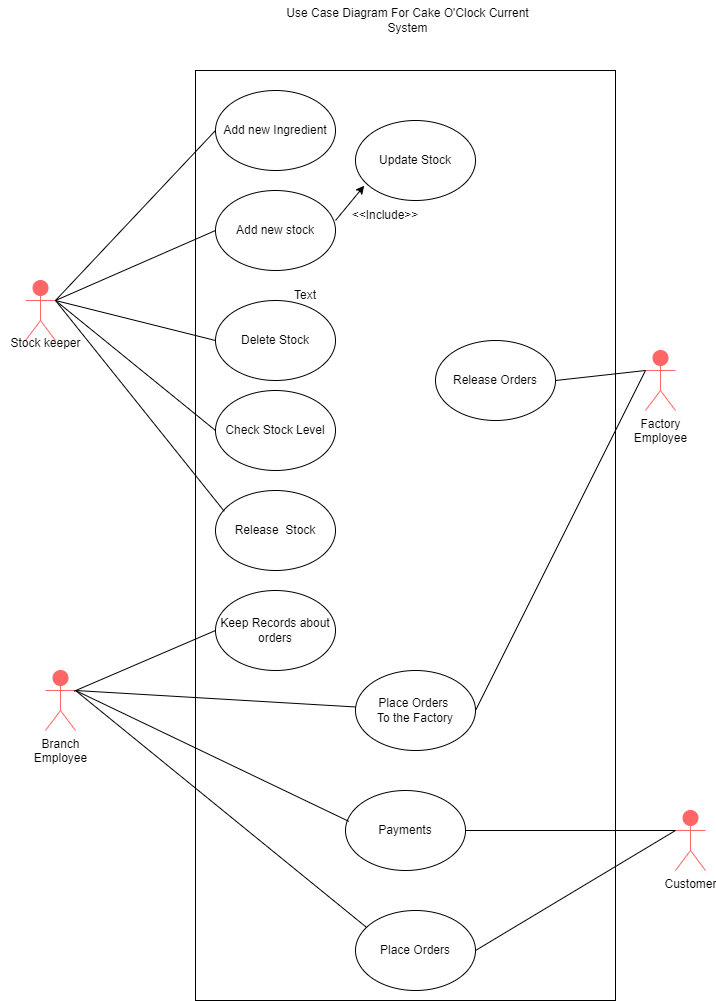 Use Case Diagram For Cake O'Clock Current
System
Add new Ingredient
Update Stock
Add new stock
<<Include>>
Text
Stock keeper
Delete Stock
Release Orders
Check Stock Level
Factory
Employee
Release  Stock
Keep Records about
orders
Place Orders
To the Factory
Branch
Employee
Payments
Customer
Place Orders